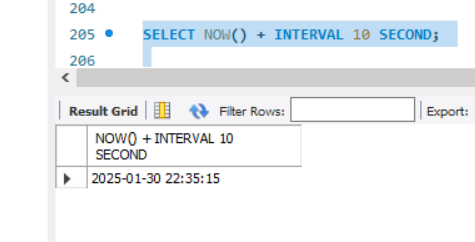 204
205 SELECT NOW() + INTERVAL 10 SECOND;
206
Result Grid Filter Rows: Export:
NOW() + INTERVAL 10
SECOND
2025-01-30 22:35:15